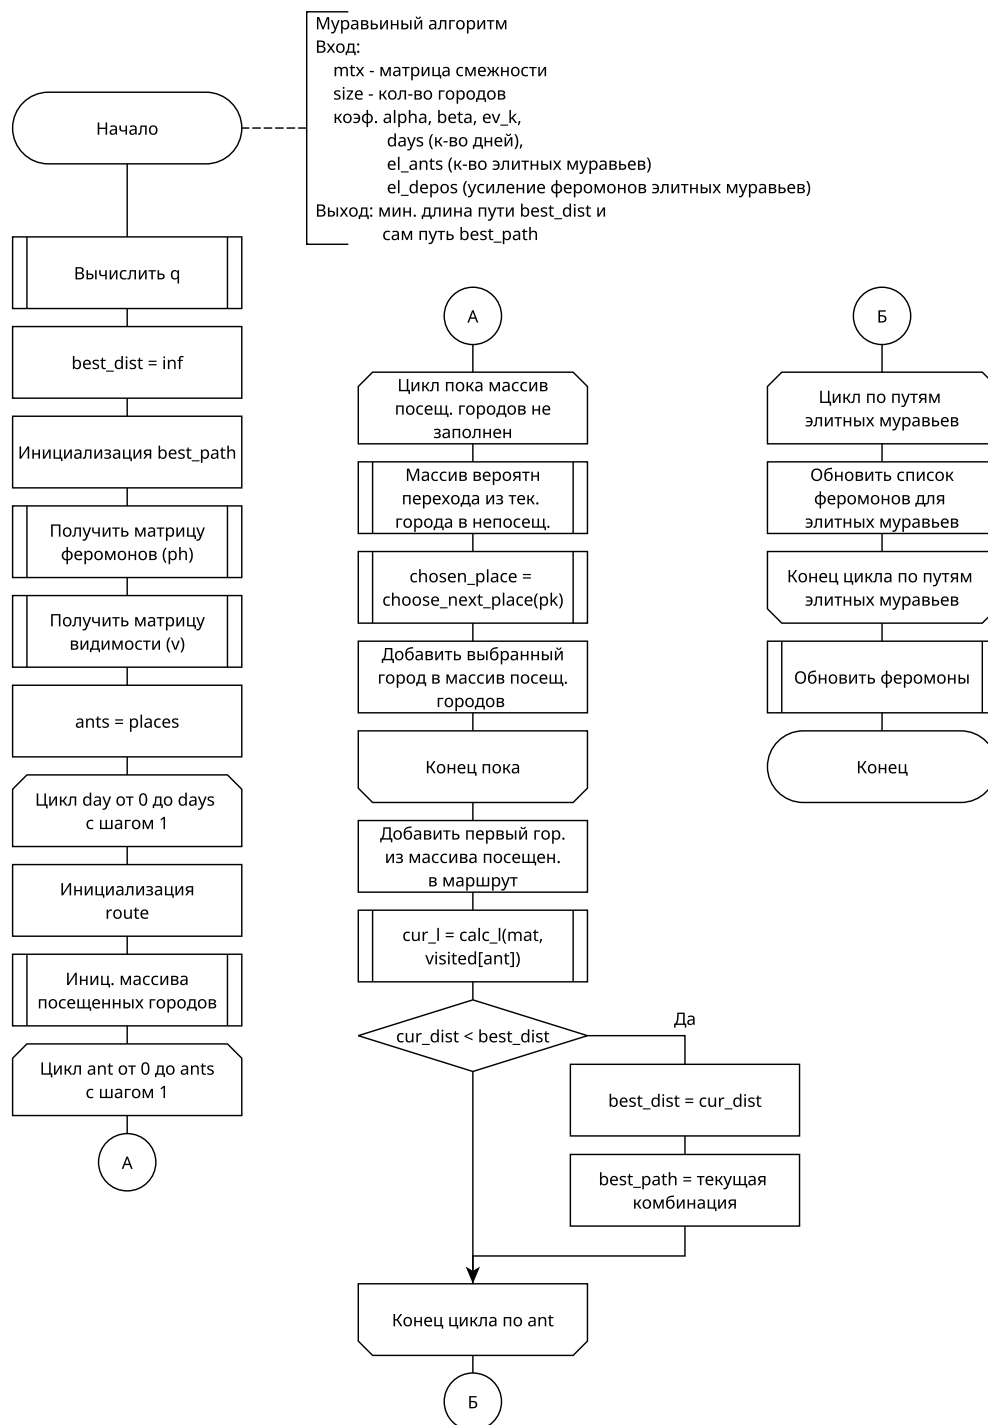 Муравьиный алгоритм
Вход:
mtx - матрица смежности
size - кол-во городов
коэф. alpha, beta, ev_k,
days (к-во дней),
el_ants (к-во элитных муравьев)
el_depos (усиление феромонов элитных муравьев)
Выход: мин. длина пути best_dist и
сам путь best_path
Начало
Вычислить q
best_dist = inf
Инициализация best_path
Получить матрицу
феромонов (ph)
Получить матрицу
видимости (v)
ants = places
Цикл day от 0 до days
с шагом 1
Инициализация
route
Иниц. массива
посещенных городов
Цикл ant от 0 до ants
с шагом 1
А
А
Цикл пока массив
посещ. городов не
заполнен
Массив вероятн
перехода из тек.
города в непосещ.
chosen_place =
choose_next_place(pk)
Добавить выбранный
город в массив посещ.
городов
Конец пока
Добавить первый гор.
из массива посещен.
в маршрут
cur_l = calc_l(mat,
visited[ant])
cur_dist < best_dist
Да
best_dist = cur_dist
best_path = текущая
комбинация
Конец цикла по ant
Б
Б
Цикл по путям
элитных муравьев
Обновить список
феромонов для
элитных муравьев
Конец цикла по путям
элитных муравьев
Обновить феромоны
Конец